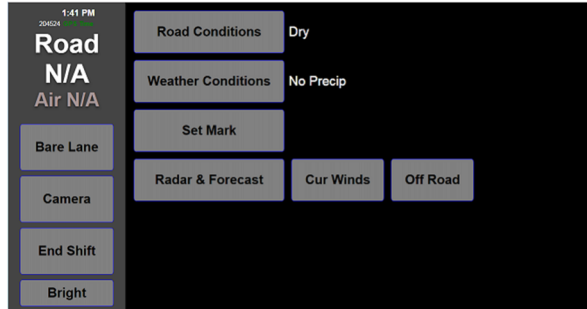 1:41 PM
204524
Road
N/A
Air N/A
Bare Lane
Camera
End Shift
Bright
Road Conditions Dry
Weather Conditions No Precip
Set Mark
Radar & Forecast Cur Winds Off Road